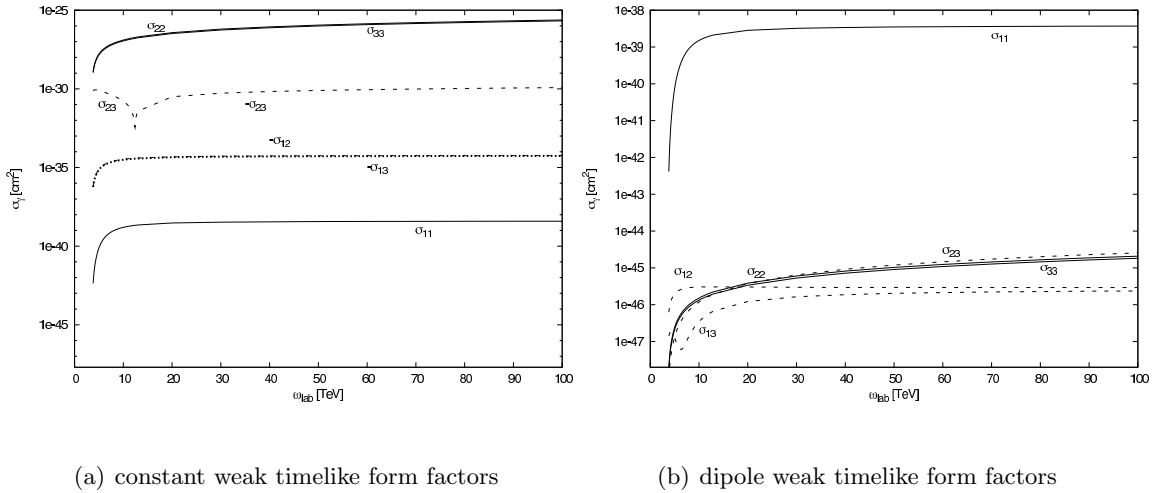 1e-25
1e-30
1e-35
1e-40
1e-45
σγ [cm²]
σ22
σ33
σ23
σ23
σ12
σ13
σ11
0 10 20 30 40 50 60 70 80 90 100
ωlab [TeV]
(a) constant weak timelike form factors
1e-38
1e-39
1e-40
1e-41
1e-42
1e-43
1e-44
1e-45
1e-46
1e-47
σγ [cm²]
σ11
σ23
σ12
σ22
σ33
σ13
0 10 20 30 40 50 60 70 80 90 100
ωlab [TeV]
(b) dipole weak timelike form factors